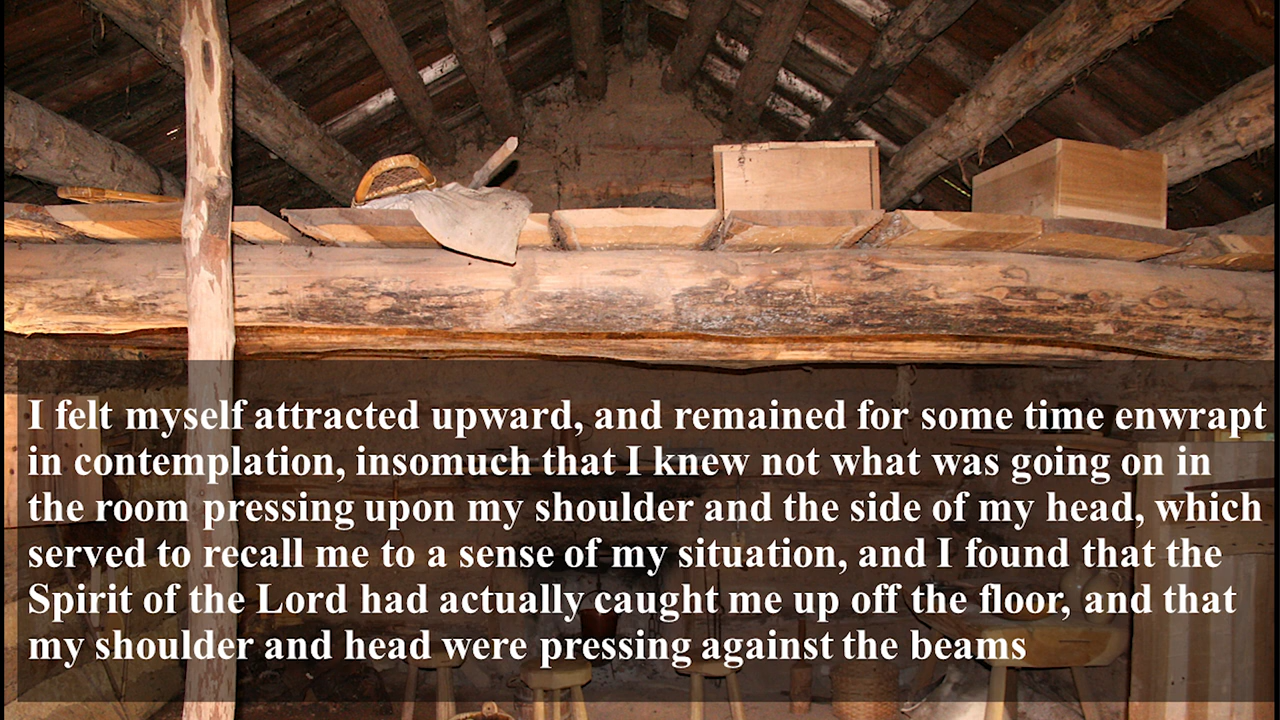 I felt myself attracted upward, and remained for some time enwrapt
in contemplation, insomuch that I knew not what was going on in
the room pressing upon my shoulder and the side of my head, which
served to recall me to a sense of my situation, and I found that the
Spirit of the Lord had actually caught me up off the floor, and that
my shoulder and head were pressing against the beams